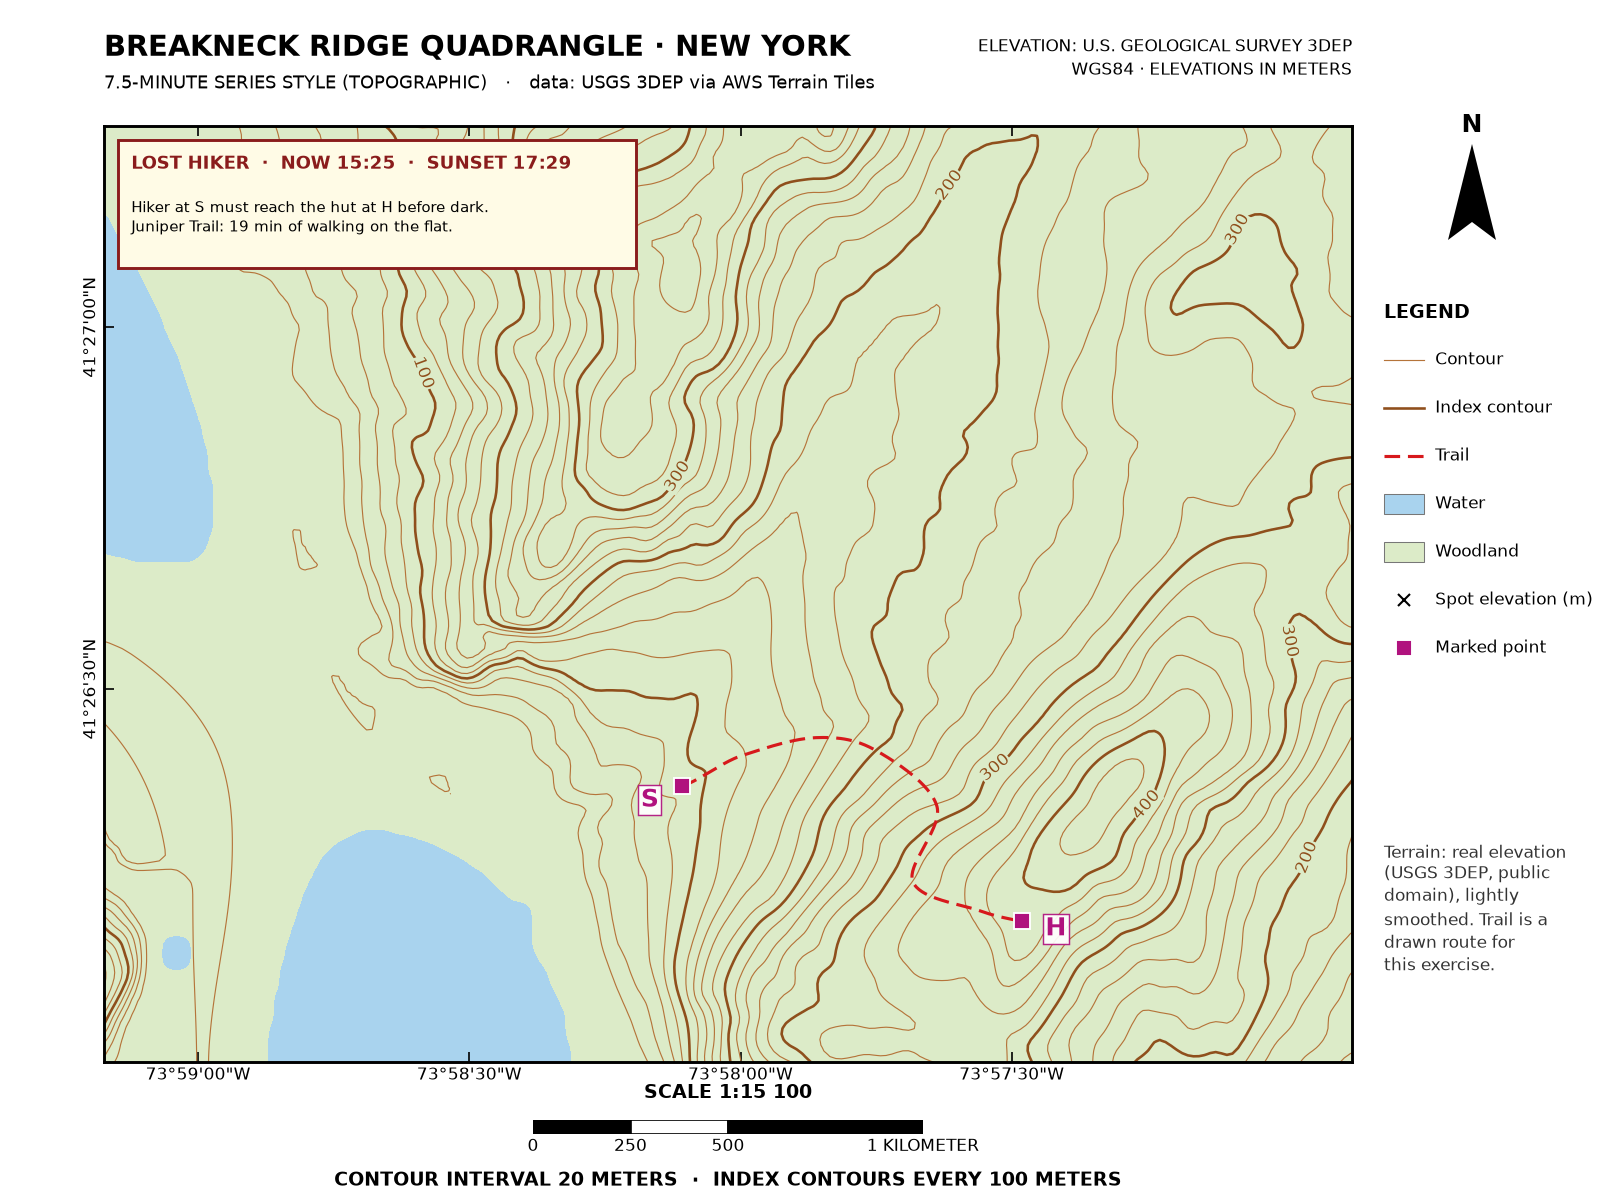 BREAKNECK RIDGE QUADRANGLE · NEW YORK
7.5-MINUTE SERIES STYLE (TOPOGRAPHIC) · data: USGS 3DEP via AWS Terrain Tiles
ELEVATION: U.S. GEOLOGICAL SURVEY 3DEP
WGS84 · ELEVATIONS IN METERS
LOST HIKER · NOW 15:25 · SUNSET 17:29
Hiker at S must reach the hut at H before dark.
Juniper Trail: 19 min of walking on the flat.
200
300
100
300
300
300
400
200
S
H
41°27'00"N
41°26'30"N
73°59'00"W
73°58'30"W
73°58'00"W
73°57'30"W
N
LEGEND
Contour
Index contour
Trail
Water
Woodland
Spot elevation (m)
Marked point
Terrain: real elevation
(USGS 3DEP, public
domain), lightly
smoothed. Trail is a
drawn route for
this exercise.
SCALE 1:15 100
0 250 500 1 KILOMETER
CONTOUR INTERVAL 20 METERS · INDEX CONTOURS EVERY 100 METERS